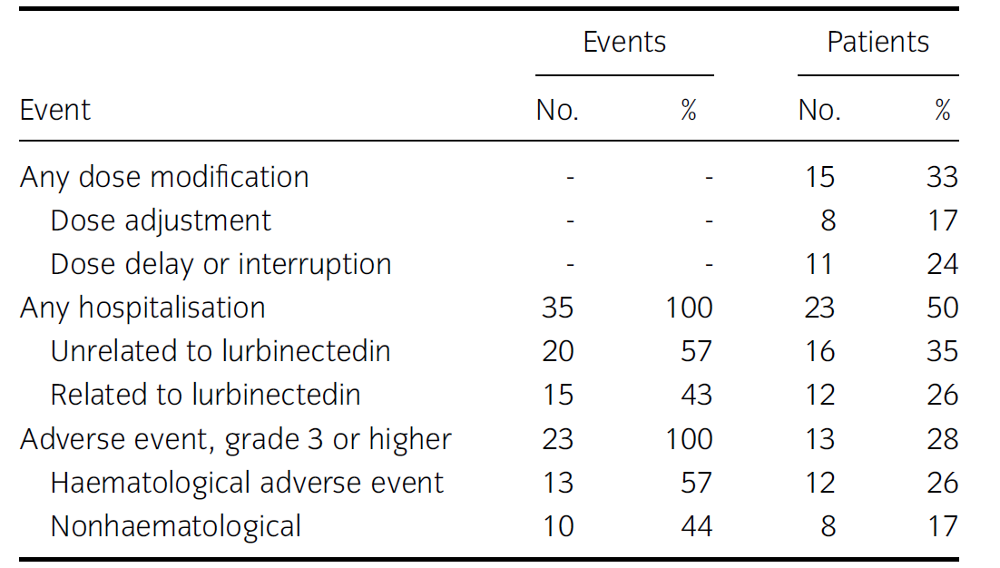 Events Patients
Event No. % No. %
Any dose modification - - 15 33
Dose adjustment - - 8 17
Dose delay or interruption - - 11 24
Any hospitalisation 35 100 23 50
Unrelated to lurbinectedin 20 57 16 35
Related to lurbinectedin 15 43 12 26
Adverse event, grade 3 or higher 23 100 13 28
Haematological adverse event 13 57 12 26
Nonhaematological 10 44 8 17